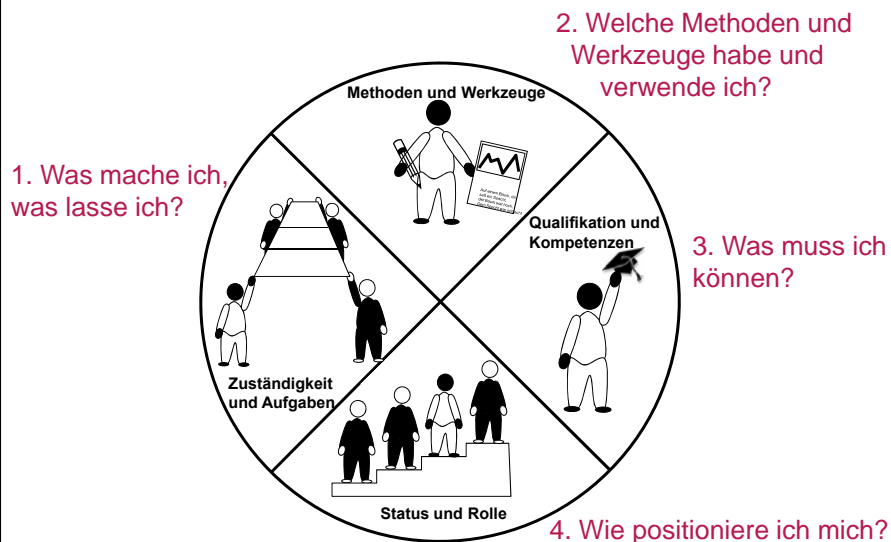 2. Welche Methoden und
Werkzeuge habe und
verwende ich?
Methoden und Werkzeuge
1. Was mache ich,
was lasse ich?
Qualifikation und
Kompetenzen
3. Was muss ich
können?
Zuständigkeit
und Aufgaben
Status und Rolle
4. Wie positioniere ich mich?